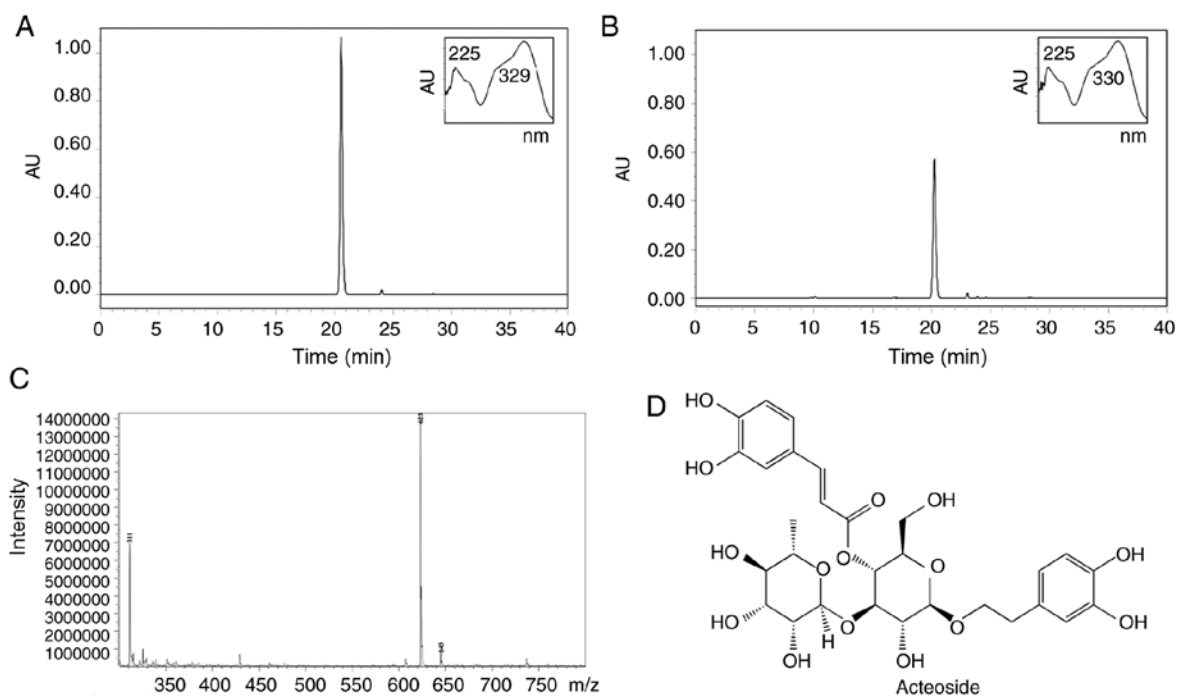 A
1.00
0.80
0.60
0.40
0.20
0.00
AU
0 5 10 15 20 25 30 35 40
Time (min)
225
329
AU
nm
B
1.00
0.80
0.60
0.40
0.20
0.00
AU
0 5 10 15 20 25 30 35 40
Time (min)
225
330
AU
nm
C
14000000
13000000
12000000
11000000
10000000
9000000
8000000
7000000
6000000
5000000
4000000
3000000
2000000
1000000
Intensity
311
623
350 400 450 500 550 600 650 700 750 m/z
D
HO
HO
O
OH
O
HO
O
O
OH
HO
H
O
O
OH
OH
OH
Acteoside